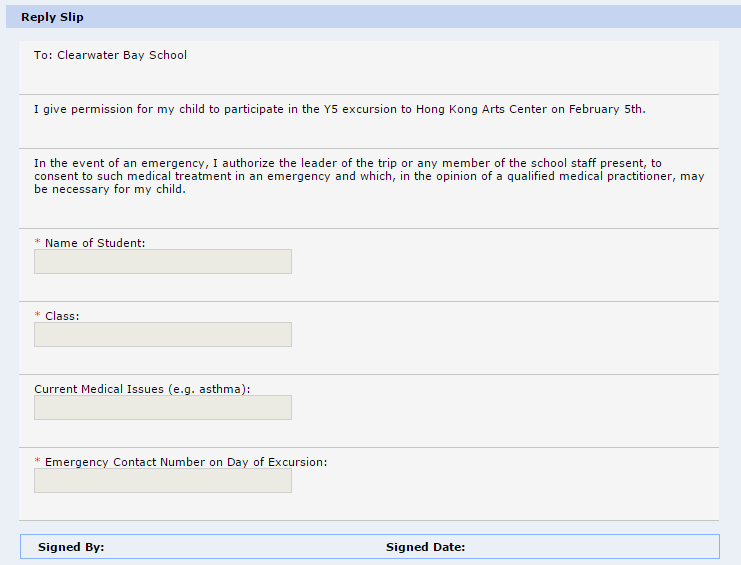 Reply Slip
To: Clearwater Bay School
I give permission for my child to participate in the Y5 excursion to Hong Kong Arts Center on February 5th.
In the event of an emergency, I authorize the leader of the trip or any member of the school staff present, to
consent to such medical treatment in an emergency and which, in the opinion of a qualified medical practitioner, may
be necessary for my child.
* Name of Student:
* Class:
Current Medical Issues (e.g. asthma):
* Emergency Contact Number on Day of Excursion:
Signed By: Signed Date: